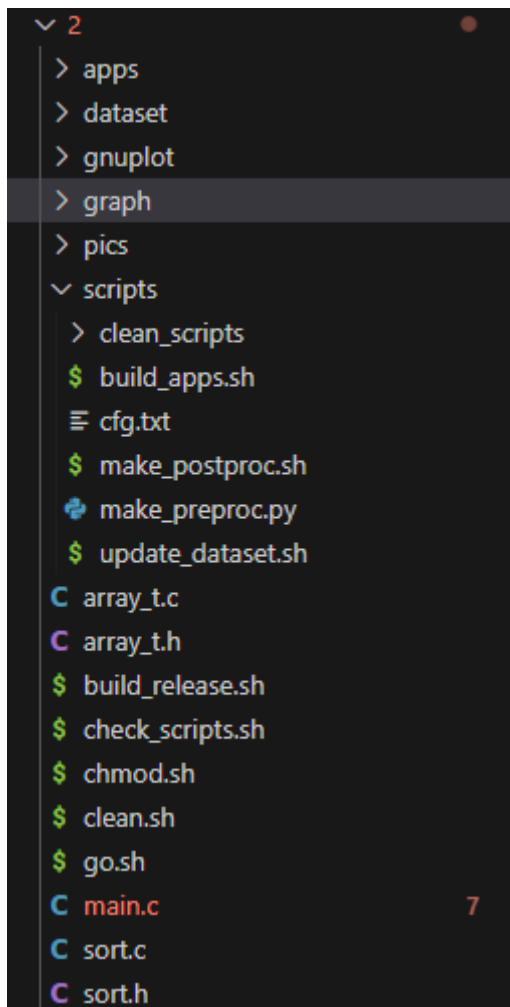 2
apps
dataset
gnuplot
graph
pics
scripts
clean_scripts
$ build_apps.sh
cfg.txt
$ make_postproc.sh
make_preproc.py
$ update_dataset.sh
C array_t.c
C array_t.h
$ build_release.sh
$ check_scripts.sh
$ chmod.sh
$ clean.sh
$ go.sh
C main.c 7
C sort.c
C sort.h